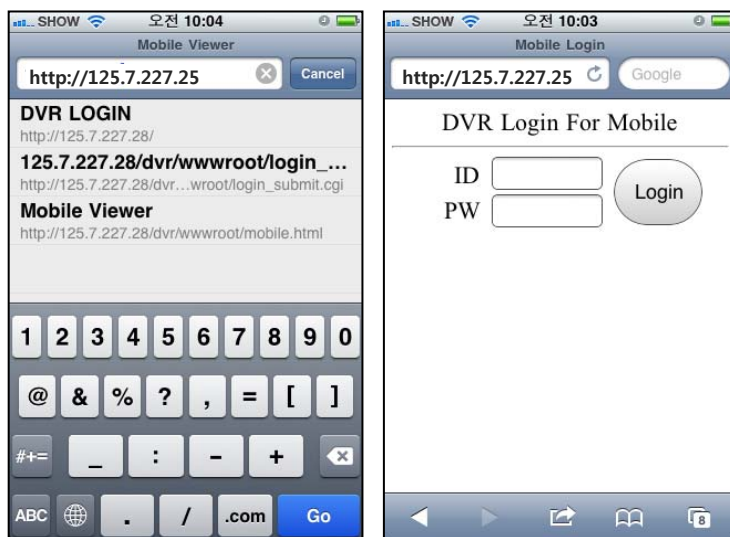 SHOW 오전 10:04
Mobile Viewer
http://125.7.227.25 Cancel
DVR LOGIN
http://125.7.227.28/
125.7.227.28/dvr/wwwroot/login_...
http://125.7.227.28/dvr...wroot/login_submit.cgi
Mobile Viewer
http://125.7.227.28/dvr/wwwroot/mobile.html
1 2 3 4 5 6 7 8 9 0
@ & % ? , = [ ]
#+= _ : - +
ABC . / .com Go
SHOW 오전 10:03
Mobile Login
http://125.7.227.25 Google
DVR Login For Mobile
ID
Login
PW
8